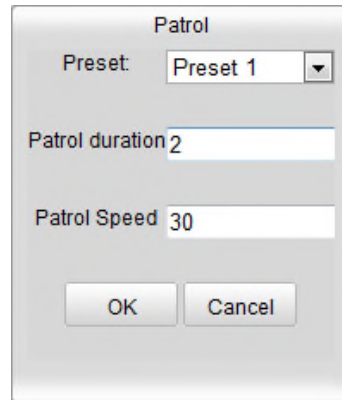 Patrol
Preset: Preset 1
Patrol duration 2
Patrol Speed 30
OK Cancel